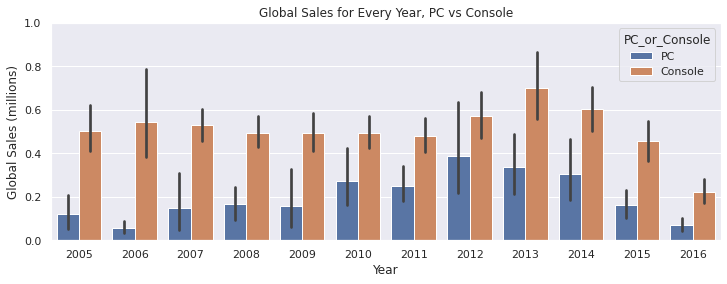 Global Sales for Every Year, PC vs Console
Global Sales (millions)
1.0
0.8
0.6
0.4
0.2
0.0
PC_or_Console
PC
Console
2005 2006 2007 2008 2009 2010 2011 2012 2013 2014 2015 2016
Year